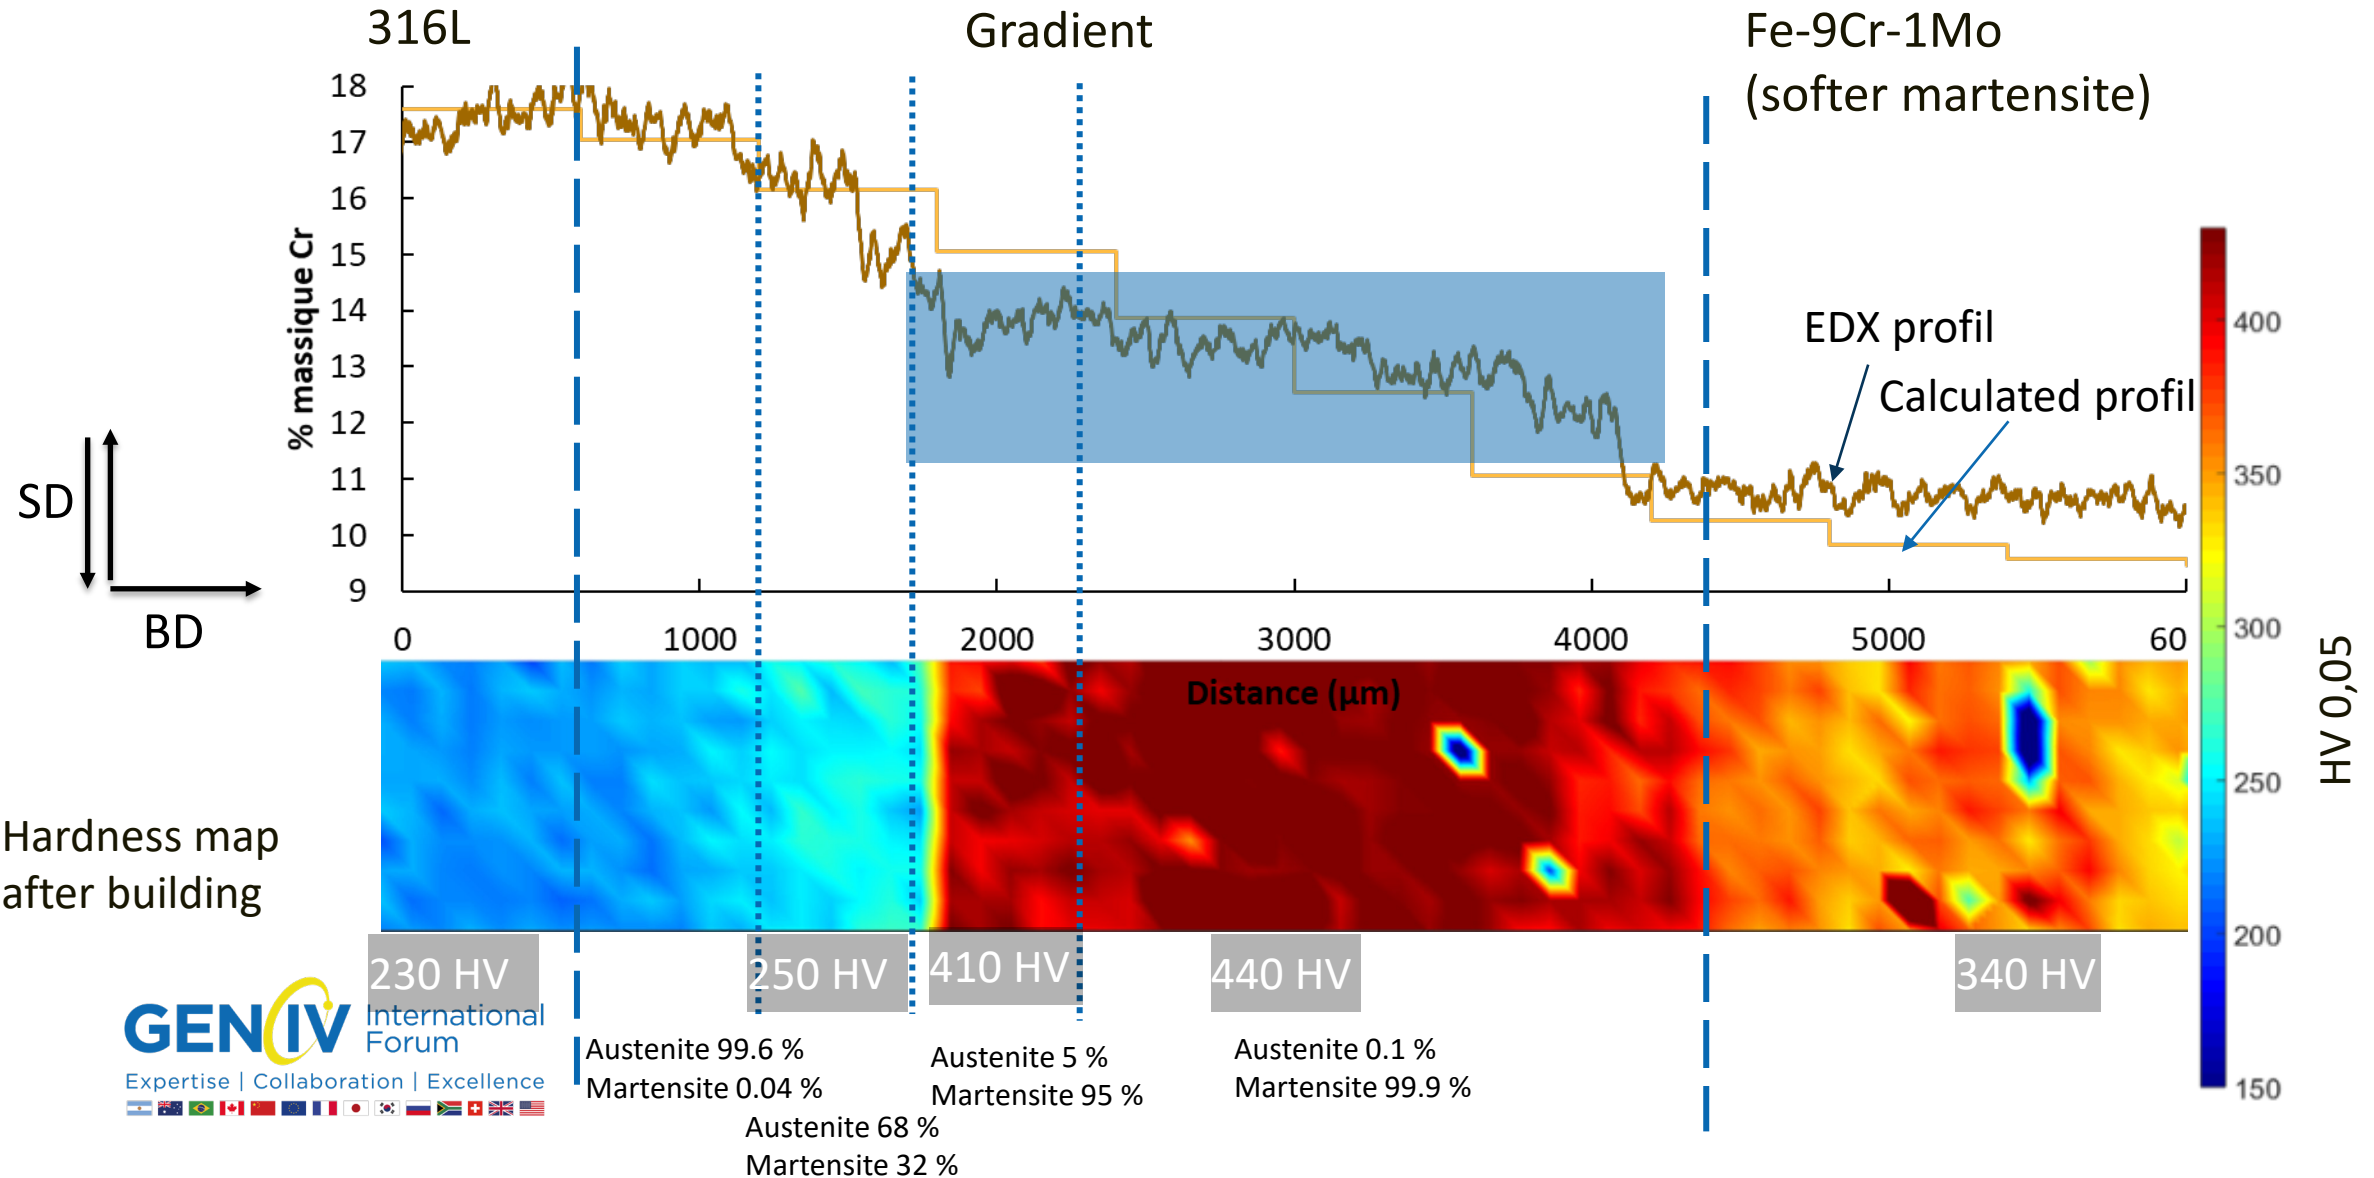 316L
Gradient
Fe-9Cr-1Mo
(softer martensite)
18
17
16
15
14
13
12
11
10
9
% massique Cr
EDX profil
Calculated profil
SD
BD
0
1000
2000
3000
4000
5000
60
Distance (µm)
400
350
300
250
200
150
HV 0,05
Hardness map
after building
230 HV
250 HV
410 HV
440 HV
340 HV
GENIV International
Forum
Expertise | Collaboration | Excellence
Austenite 99.6 %
Martensite 0.04 %
Austenite 68 %
Martensite 32 %
Austenite 5 %
Martensite 95 %
Austenite 0.1 %
Martensite 99.9 %